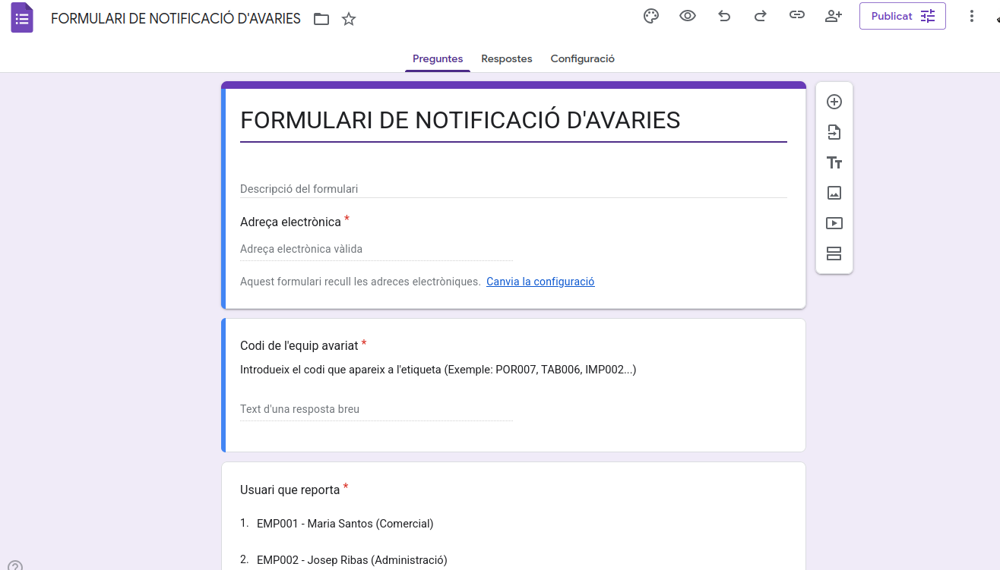 FORMULARI DE NOTIFICACIÓ D'AVARIES
Publicat
Preguntes Respostes Configuració
FORMULARI DE NOTIFICACIÓ D'AVARIES
Descripció del formulari
Adreça electrònica *
Adreça electrònica vàlida
Aquest formulari recull les adreces electròniques. Canvia la configuració
Codi de l'equip avariat *
Introdueix el codi que apareix a l'etiqueta (Exemple: POR007, TAB006, IMP002...)
Text d'una resposta breu
Usuari que reporta *
1. EMP001 - Maria Santos (Comercial)
2. EMP002 - Josep Ribas (Administració)